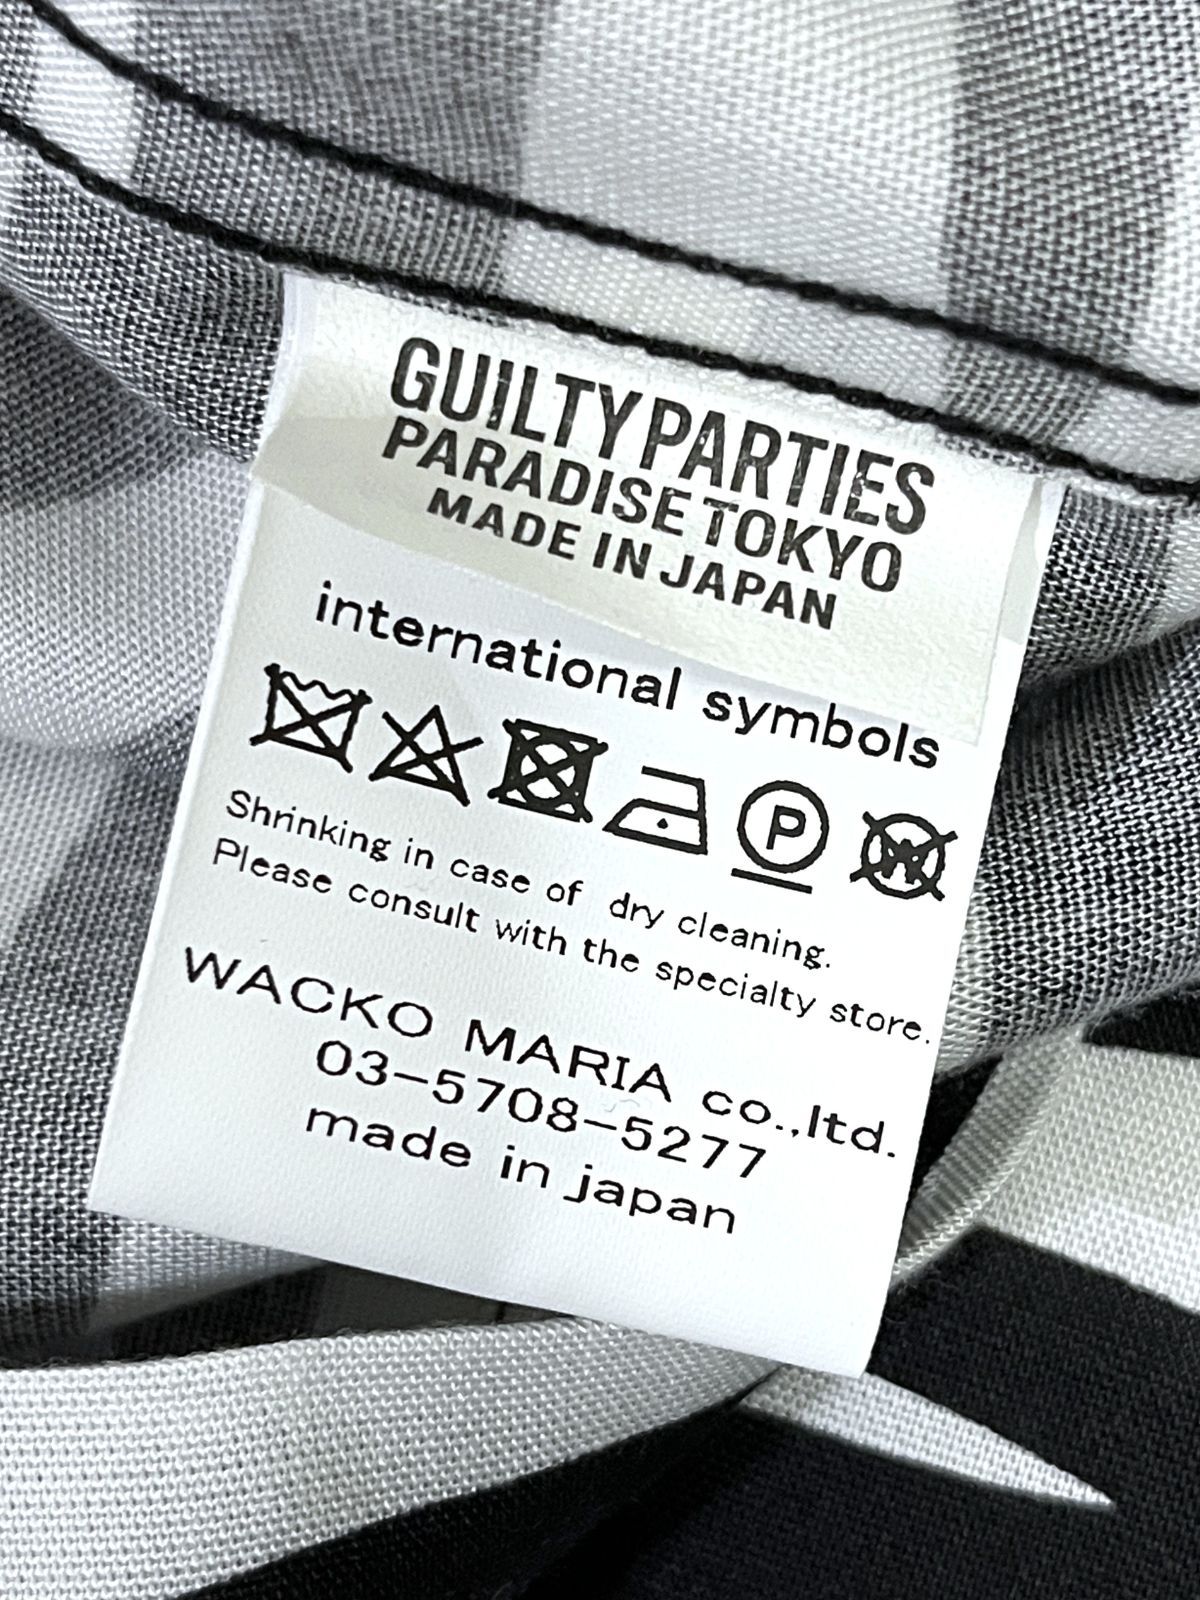 GUILTY PARTIES
PARADISE TOKYO
MADE IN JAPAN
international symbols
P W
Shrinking in case of dry cleaning.
Please consult with the specialty store.
WACKO MARIA co.,ltd.
03-5708-5277
made in japan